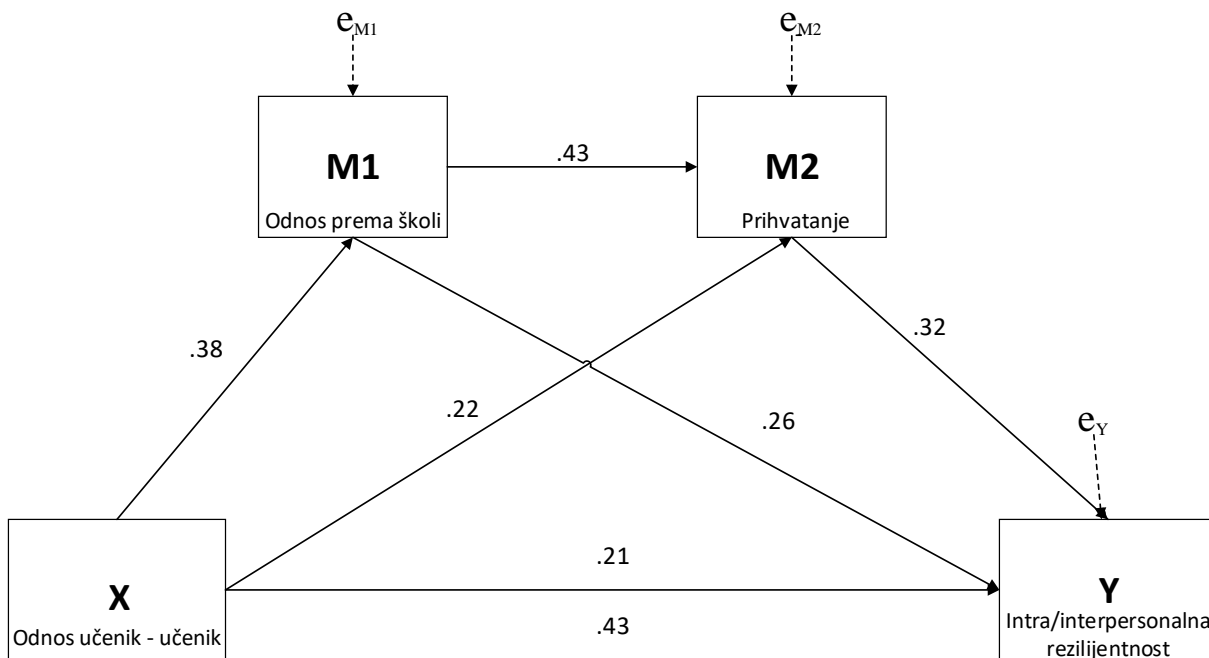 eM1
eM2
M1
.43
M2
Odnos prema školi
Prihvatanje
.38
.32
.22
.26
eY
.21
X
Odnos učenik - učenik
.43
Y
Intra/interpersonalna
rezilijentnost